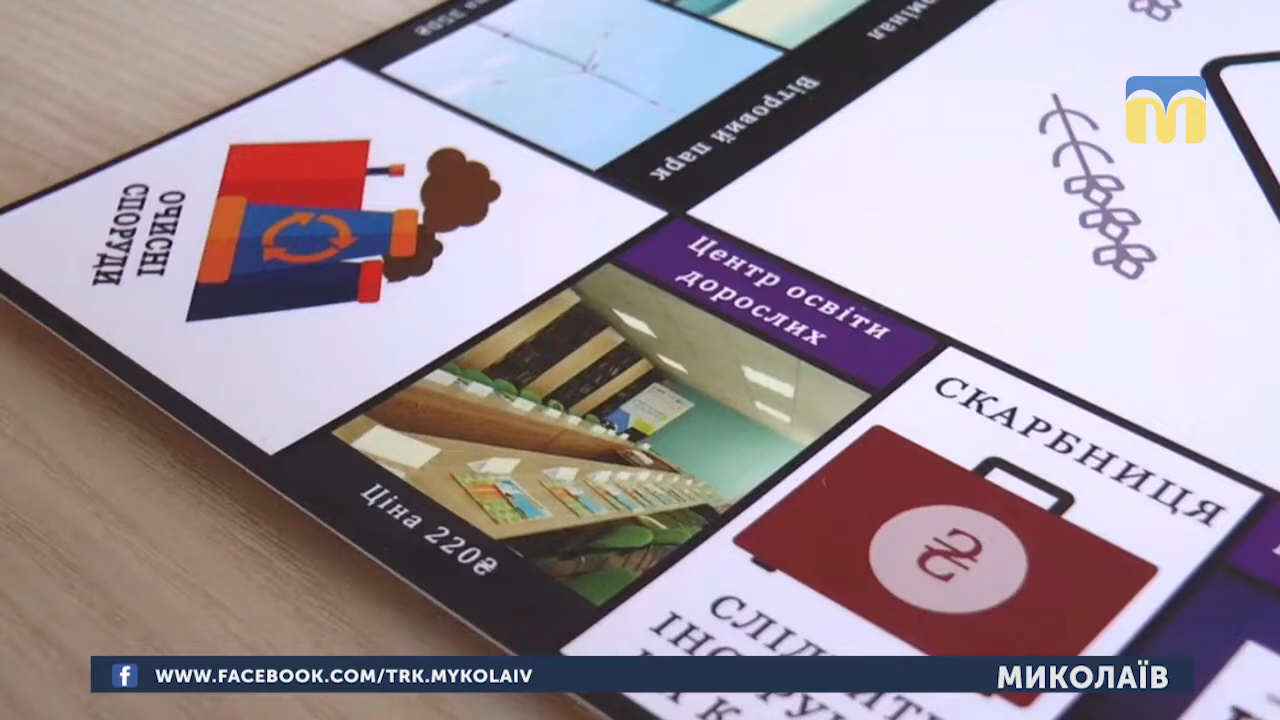 Вітровий парк
ОЧИСНІ
СПОРУДИ
Центр освіти
дорослих
Ціна 220₴
СКАРБНИЦЯ
₴
WWW.FACEBOOK.COM/TRK.MYKOLAIV
МИКОЛАЇВ